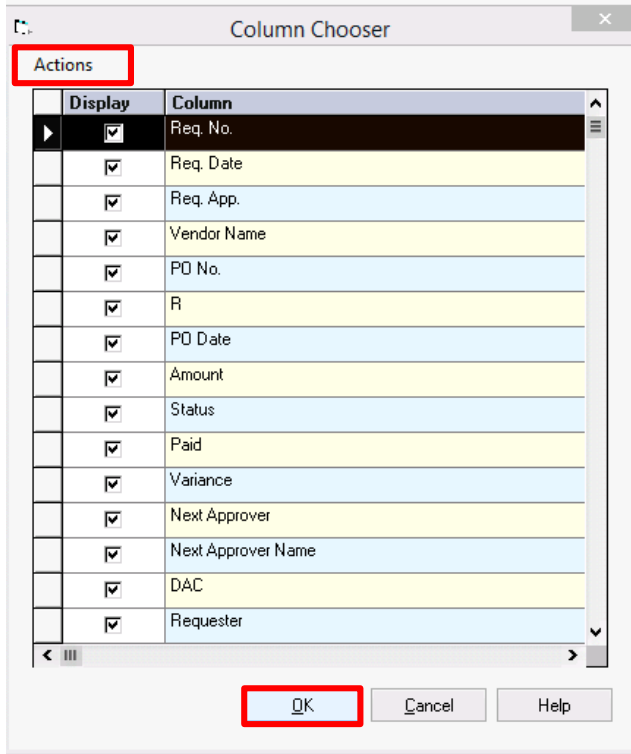 Column Chooser
Actions
Display Column
Req. No.
Req. Date
Req. App.
Vendor Name
PO No.
R
PO Date
Amount
Status
Paid
Variance
Next Approver
Next Approver Name
DAC
Requester
OK Cancel Help